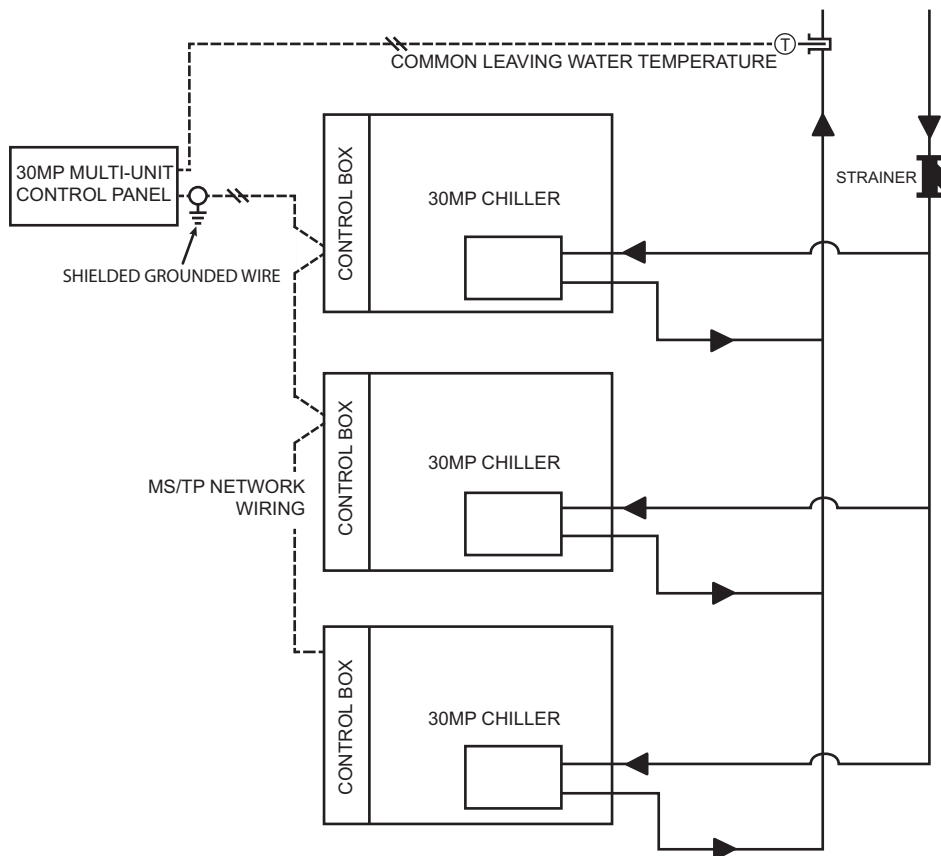 T
COMMON LEAVING WATER TEMPERATURE
30MP MULTI-UNIT
CONTROL PANEL
SHIELDED GROUNDED WIRE
CONTROL BOX
30MP CHILLER
STRAINER
CONTROL BOX
30MP CHILLER
MS/TP NETWORK
WIRING
CONTROL BOX
30MP CHILLER